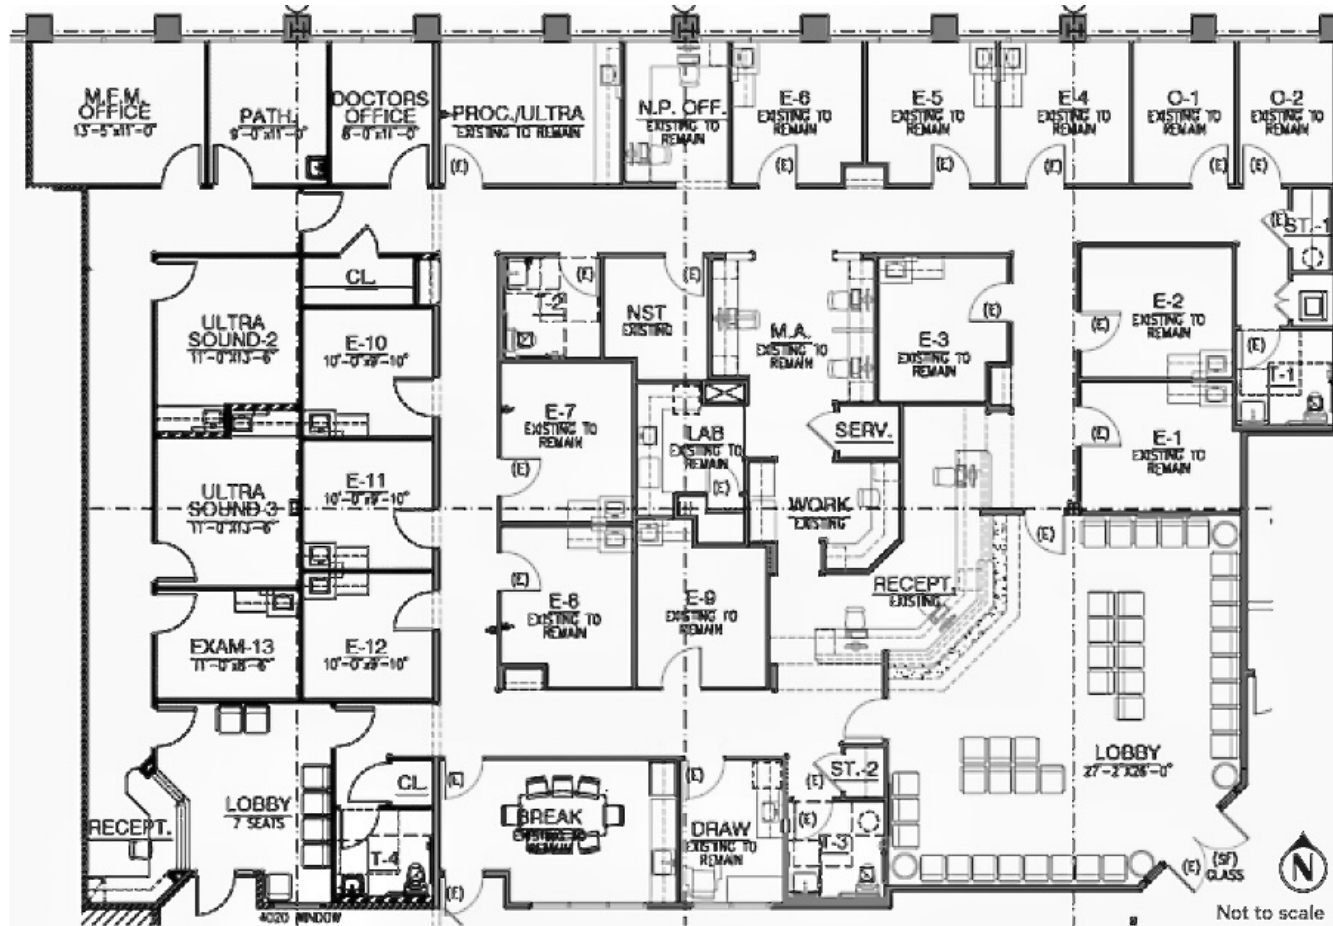 M.F.M.
OFFICE
13'-5"x11'-0"
PATH.
9'-0"x11'-0"
DOCTORS
OFFICE
8'-0"x11'-0"
PROC./ULTRA
EXISTING TO REMAIN
(E)
N.P. OFF.
EXISTING TO
REMAIN
E-6
EXISTING TO
REMAIN
(E)
E-5
EXISTING TO
REMAIN
(E)
E-4
EXISTING TO
REMAIN
(E)
O-1
EXISTING TO
REMAIN
(E)
O-2
EXISTING TO
REMAIN
(E)
(E)
ST.-1
CL.
ULTRA
SOUND-2
11'-0"X13'-6"
E-10
10'-0"x9'-10"
(E)
T-2
NST
EXISTING
(E)
M.A.
EXISTING TO
REMAIN
E-3
EXISTING TO
REMAIN
(E)
E-2
EXISTING TO
REMAIN
(E)
(E)
T-1
E-7
EXISTING TO
REMAIN
(E)
LAB
EXISTING TO
REMAIN
(E)
SERV.
E-1
EXISTING TO
REMAIN
(E)
ULTRA
SOUND-3
11'-0"X13'-6"
E-11
10'-0"x9'-10"
WORK
EXISTING
(E)
E-8
EXISTING TO
REMAIN
(E)
E-9
EXISTING TO
REMAIN
RECEPT.
EXISTING
EXAM-13
11'-0"x8'-6"
E-12
10'-0"x9'-10"
LOBBY
27'-2"X26'-0"
LOBBY
7 SEATS
RECEPT.
CL.
T-4
(E)
BREAK
EXISTING TO
REMAIN
(E)
(E)
DRAW
EXISTING TO
REMAIN
ST.-2
(E)
(E)
T-3
4020 WINDOW
(E)
(SF)
GLASS
N
Not to scale